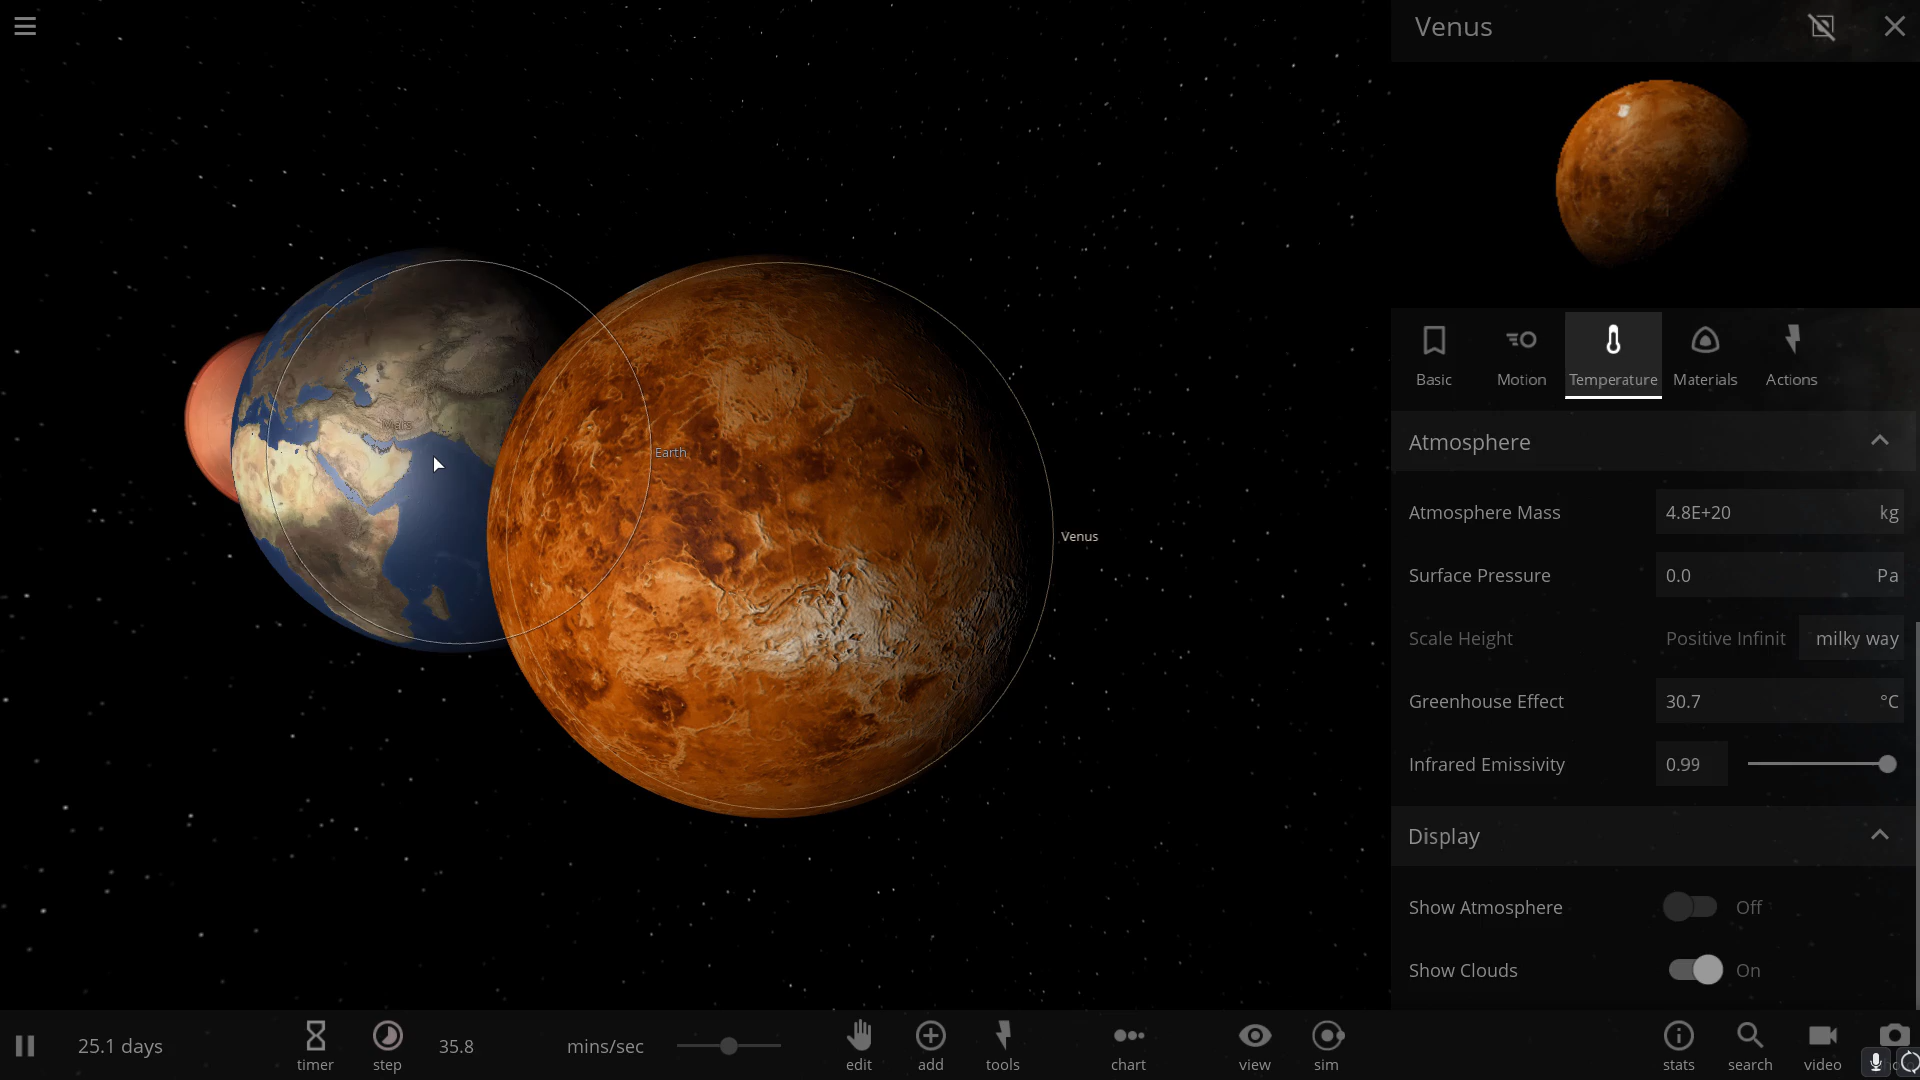 Venus
Mars
Earth
Venus
Basic
Motion
Temperature
Materials
Actions
Atmosphere
Atmosphere Mass 4.8E+20 kg
Surface Pressure 0.0 Pa
Scale Height Positive Infinit milky way
Greenhouse Effect 30.7 °C
Infrared Emissivity 0.99
Display
Show Atmosphere Off
Show Clouds On
25.1 days
timer
step
35.8 mins/sec
edit
add
tools
chart
view
sim
stats
search
video